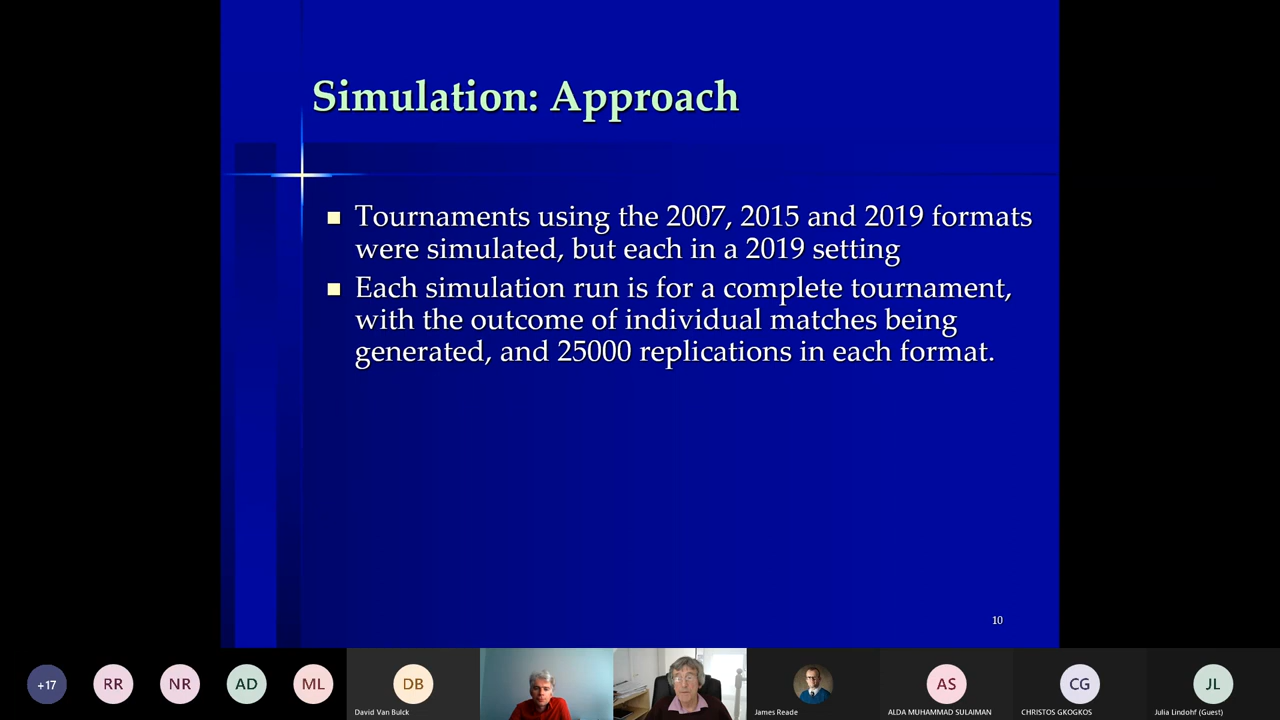 Simulation: Approach
Tournaments using the 2007, 2015 and 2019 formats
were simulated, but each in a 2019 setting
Each simulation run is for a complete tournament,
with the outcome of individual matches being
generated, and 25000 replications in each format.
10
+17
RR
NR
AD
ML
DB
David Van Bulck
James Reade
AS
ALDA MUHAMMAD SULAIMAN
CG
CHRISTOS GKOGKOS
JL
Julia Lindohf (Guest)